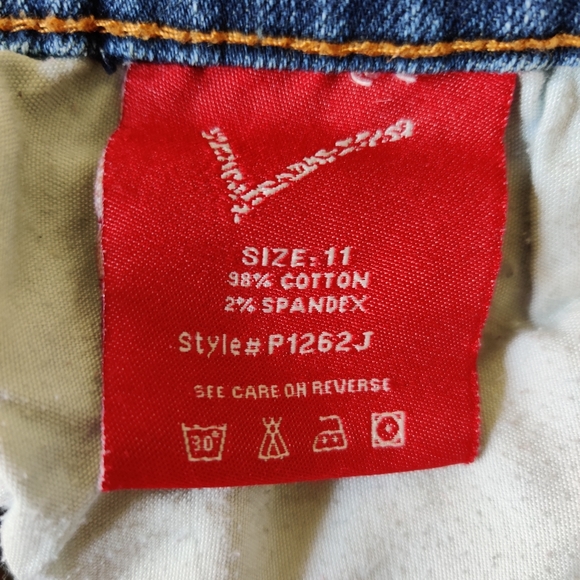 SIZE: 11
98% COTTON
2% SPANDEX
Style# P1262J
SEE CARE ON REVERSE
30°